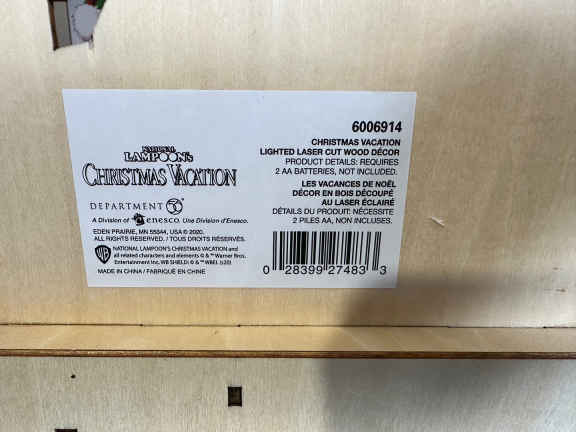 6006914
CHRISTMAS VACATION
LIGHTED LASER CUT WOOD DÉCOR
PRODUCT DETAILS: REQUIRES
2 AA BATTERIES, NOT INCLUDED.
LES VACANCES DE NOËL
DÉCOR EN BOIS DÉCOUPÉ
AU LASER ÉCLAIRÉ
DÉTAILS DU PRODUIT: NÉCESSITE
2 PILES AA, NON INCLUSES.
0 28399 27483 3
NATIONAL
LAMPOON'S
CHRISTMAS VACATION
DEPARTMENT 56
A Division of enesco. Une Division d'Enesco.
EDEN PRAIRIE, MN 55344, USA © 2020.
ALL RIGHTS RESERVED. / TOUS DROITS RÉSERVÉS.
WB
NATIONAL LAMPOON'S CHRISTMAS VACATION and
all related characters and elements © & ™ Warner Bros.
Entertainment Inc. WB SHIELD: © & ™ WBEI. (s20)
MADE IN CHINA / FABRIQUÉ EN CHINE